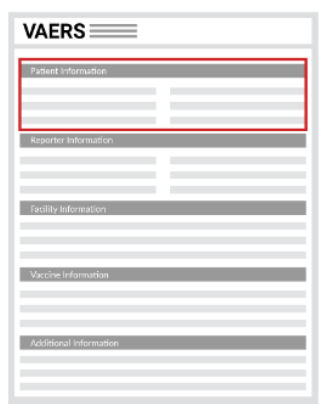 VAERS
Patient Information
Reporter Information
Facility Information
Vaccine Information
Additional Information